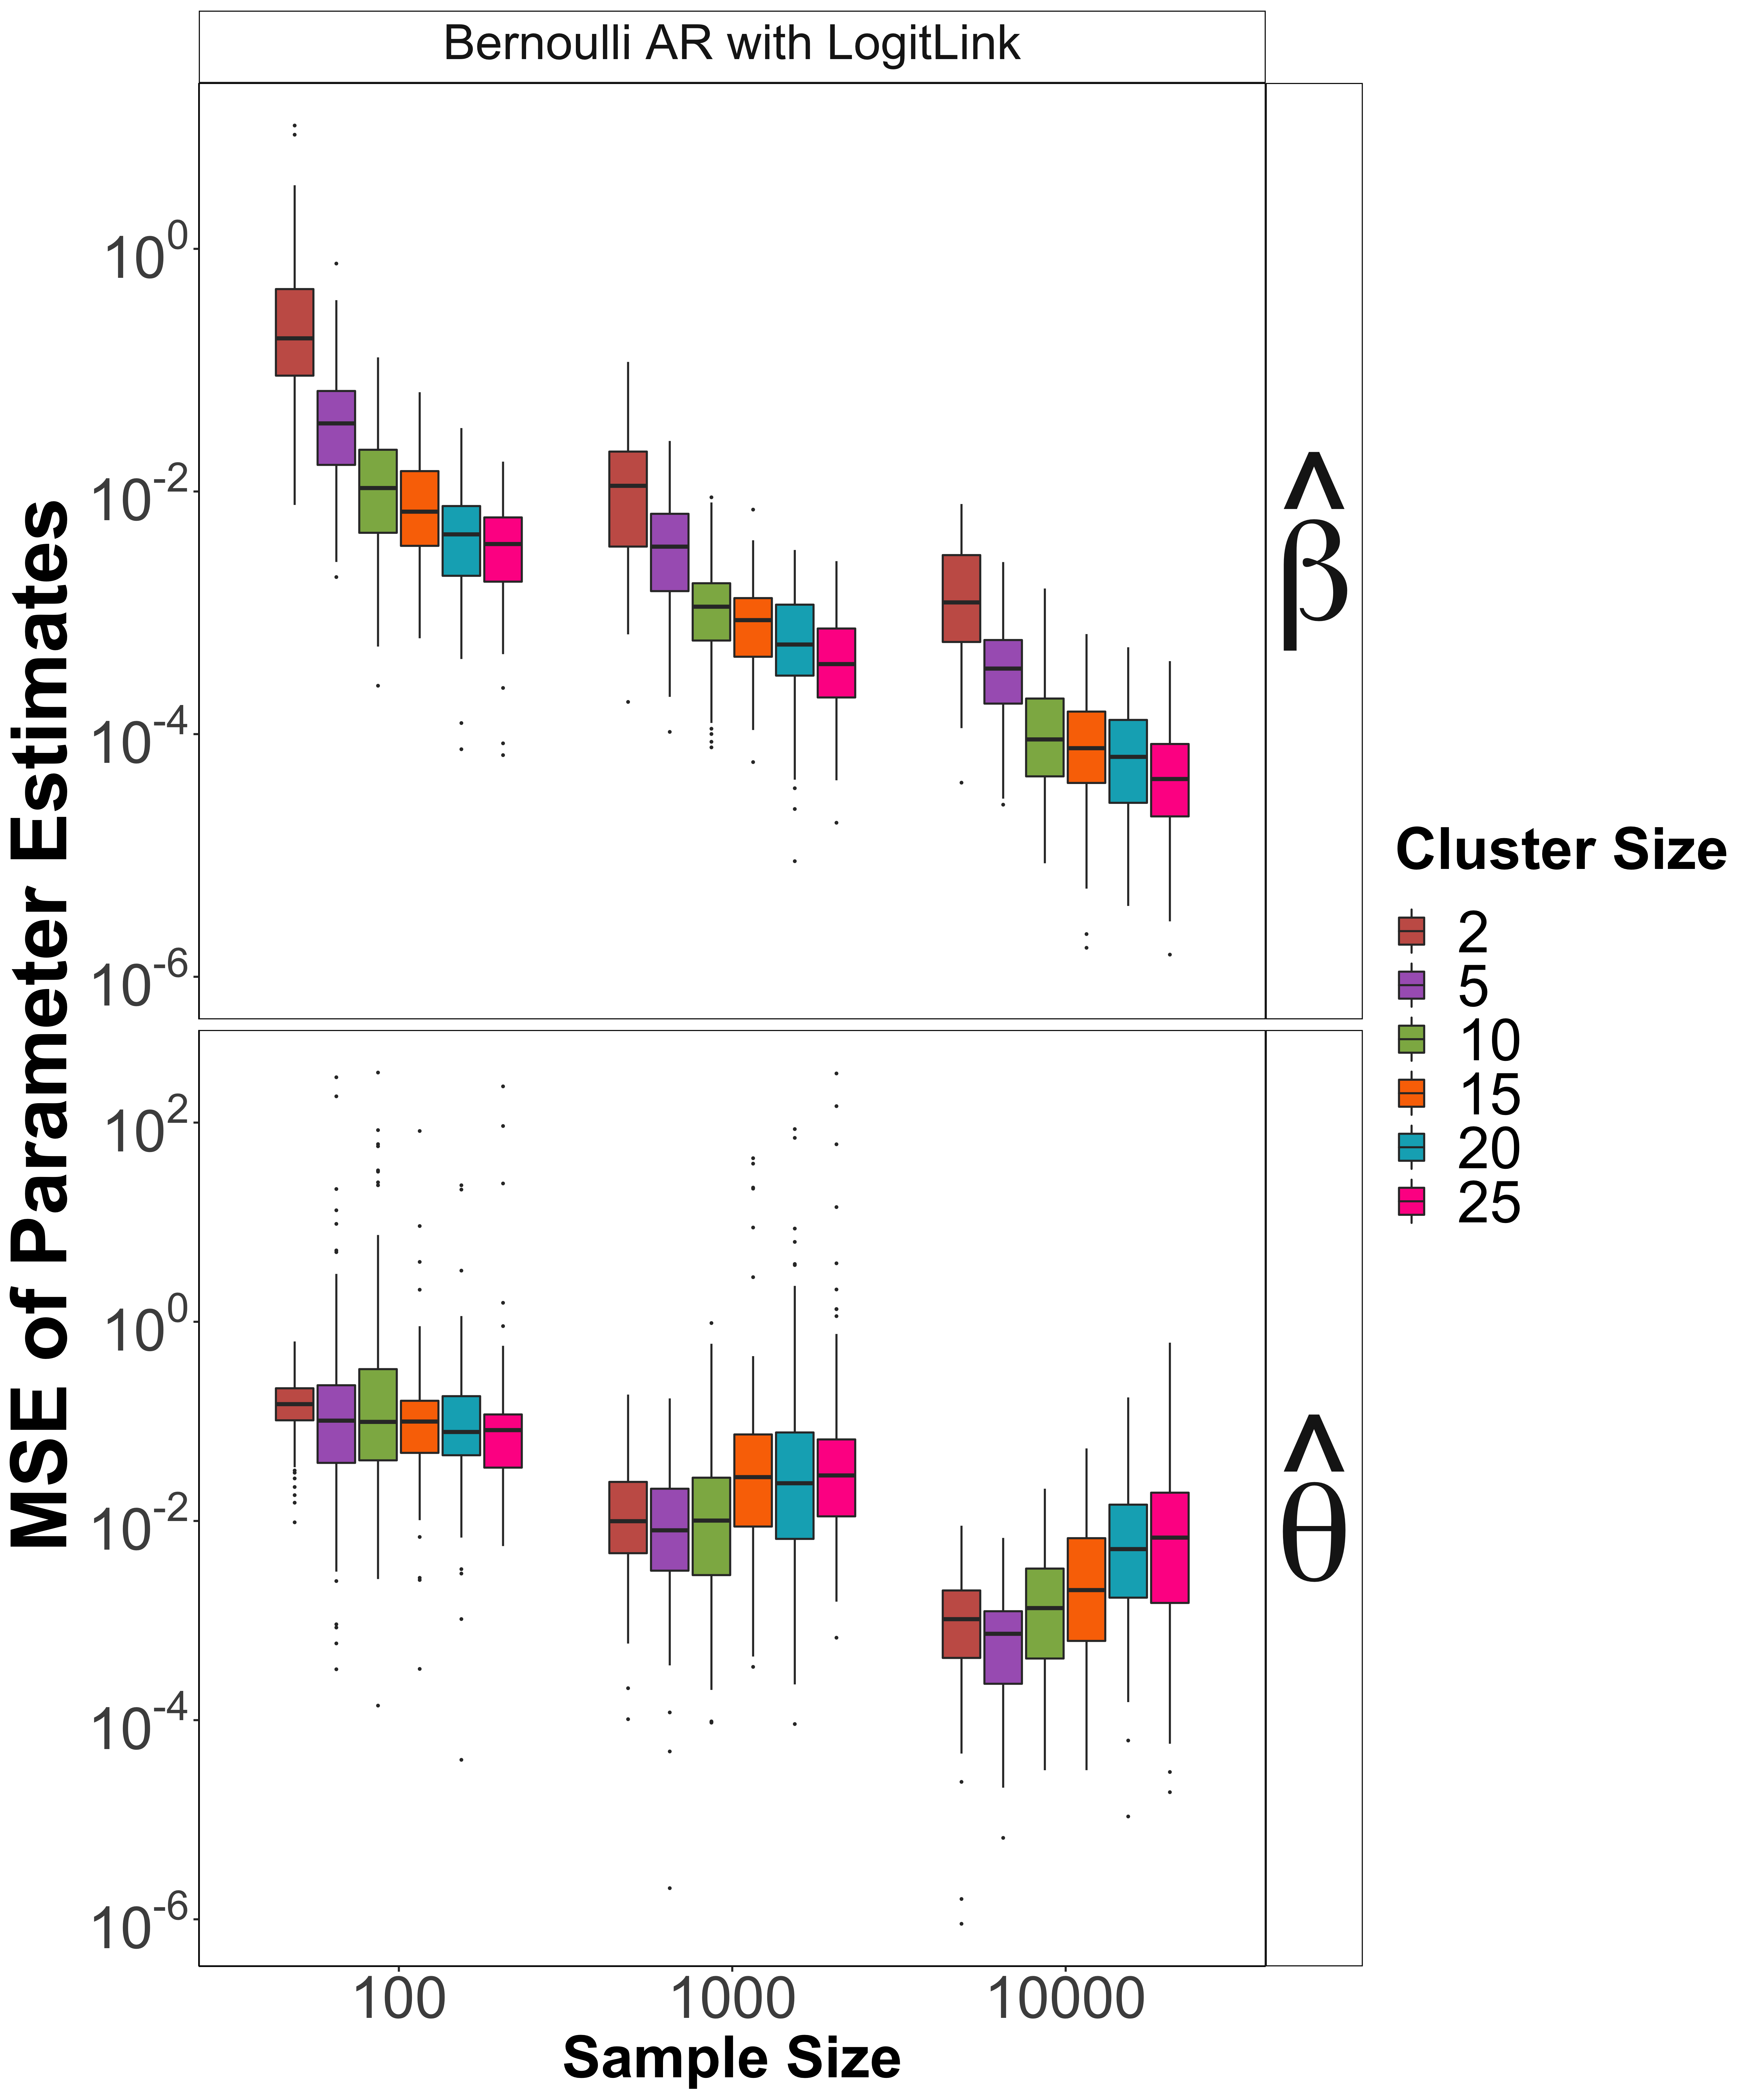 Bernoulli AR with LogitLink
MSE of Parameter Estimates
10^0
10^-2
10^-4
10^-6
β̂
10^2
10^0
10^-2
10^-4
10^-6
θ̂
100 1000 10000
Sample Size
Cluster Size
2
5
10
15
20
25